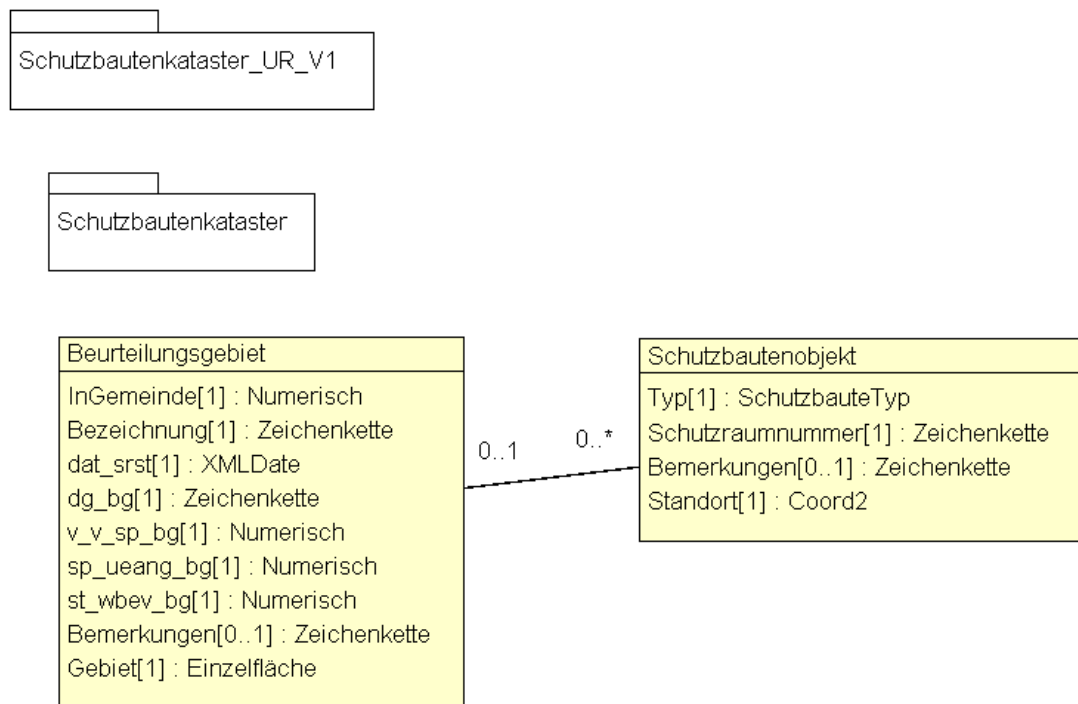 Schutzbautenkataster_UR_V1
Schutzbautenkataster
Beurteilungsgebiet
InGemeinde[1] : Numerisch
Bezeichnung[1] : Zeichenkette
dat_srst[1] : XMLDate
dg_bg[1] : Zeichenkette
v_v_sp_bg[1] : Numerisch
sp_ueang_bg[1] : Numerisch
st_wbev_bg[1] : Numerisch
Bemerkungen[0..1] : Zeichenkette
Gebiet[1] : Einzelfläche
0..1
0..*
Schutzbautenobjekt
Typ[1] : SchutzbauteTyp
Schutzraumnummer[1] : Zeichenkette
Bemerkungen[0..1] : Zeichenkette
Standort[1] : Coord2